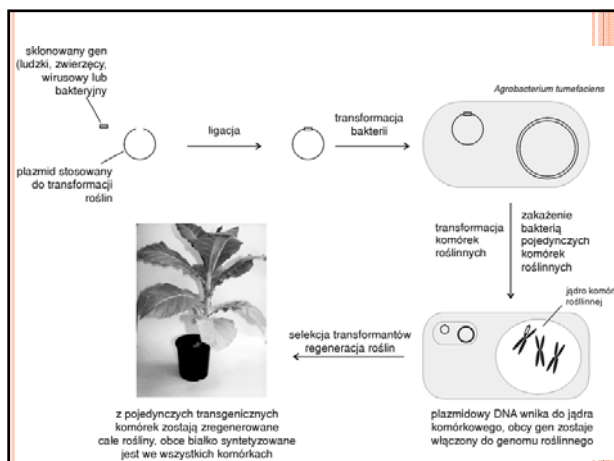 sklonowany gen
(ludzki, zwierzęcy,
wirusowy lub
bakteryjny
plazmid stosowany
do transformacji
roślin
ligacja
transformacja
bakterii
Agrobacterium tumefaciens
transformacja
komórek
roślinnych
zakażenie
bakterią
pojedynczych
komórek
roślinnych
jądro komór
roślinnej
selekcja transformantów
regeneracja roślin
z pojedynczych transgenicznych
komórek zostają zregenerowane
całe rośliny, obce białko syntetyzowane
jest we wszystkich komórkach
plazmidowy DNA wnika do jądra
komórkowego, obcy gen zostaje
włączony do genomu roślinnego